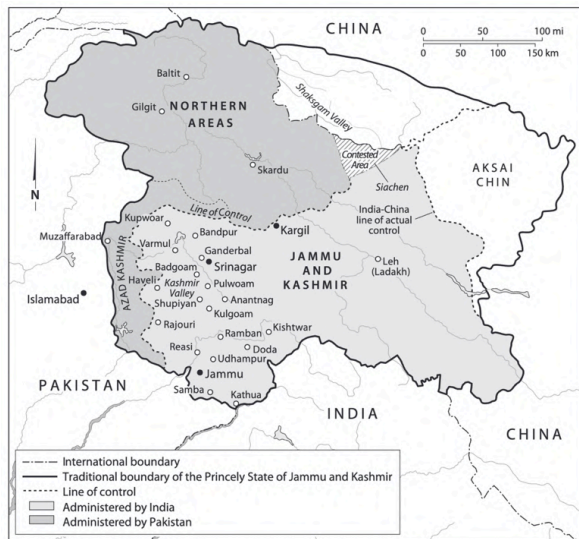 CHINA
0 50 100 mi
0 50 100 150 km
Baltit
Gilgit
NORTHERN
AREAS
Shaksgam Valley
Contested
Area
Siachen
AKSAI
CHIN
Skardu
N
Line of Control
India-China
line of actual
control
Kupwoar
Bandpur
Kargil
Muzaffarabad
Varmul
Ganderbal
Srinagar
JAMMU
AND
KASHMIR
Leh
(Ladakh)
Badgoam
AZAD KASHMIR
Haveli
Kashmir
Valley
Pulwoam
Islamabad
Shupiyan
Anantnag
Kulgoam
Rajouri
Ramban
Kishtwar
Reasi
Doda
Udhampur
Jammu
PAKISTAN
Samba
Kathua
INDIA
CHINA
International boundary
Traditional boundary of the Princely State of Jammu and Kashmir
Line of control
Administered by India
Administered by Pakistan